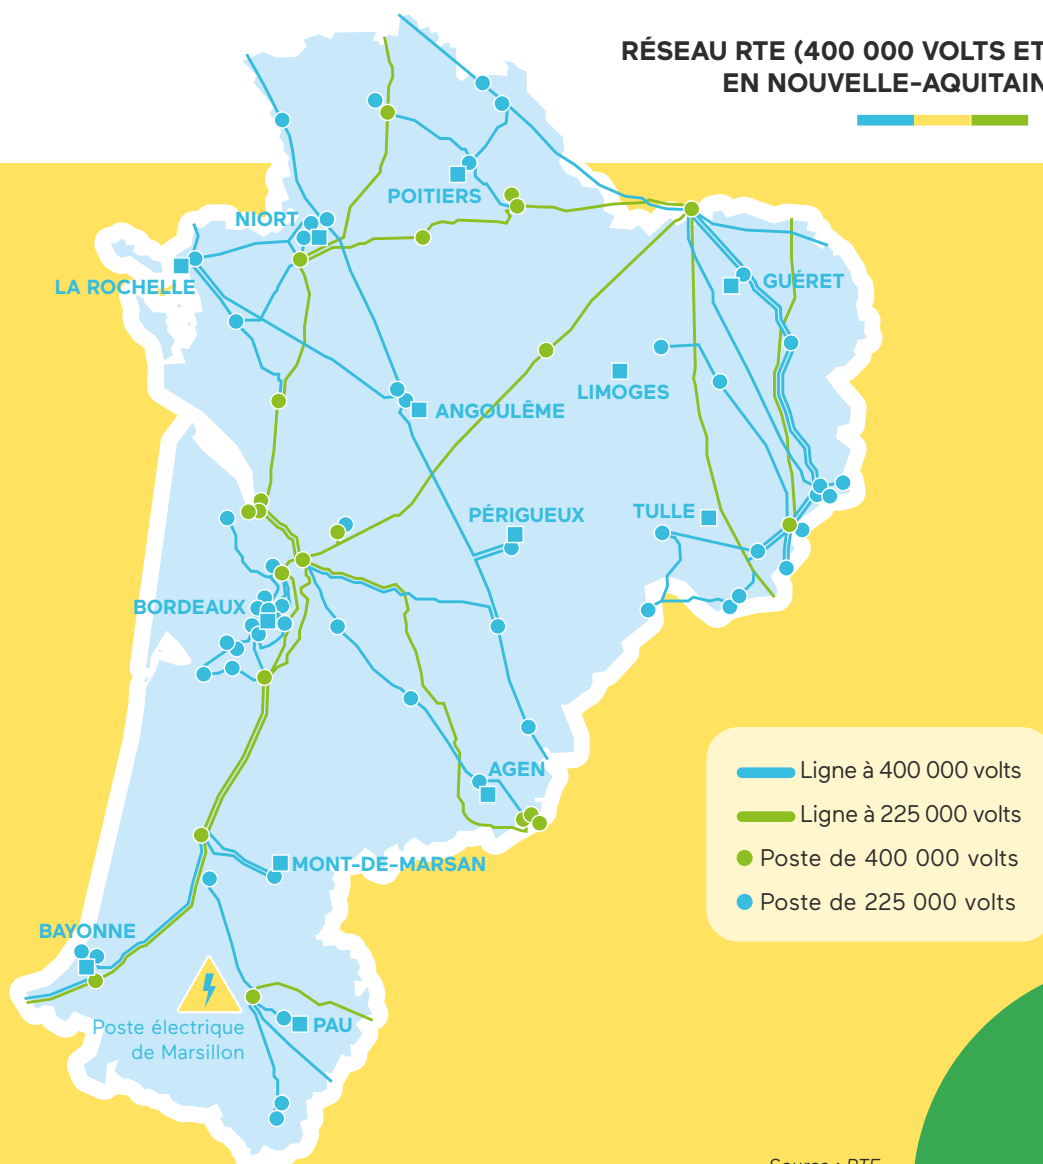 RÉSEAU RTE (400 000 VOLTS ET
EN NOUVELLE-AQUITAIN
POITIERS
NIORT
LA ROCHELLE
GUÉRET
LIMOGES
ANGOULÊME
PÉRIGUEUX
TULLE
BORDEAUX
AGEN
Ligne à 400 000 volts
Ligne à 225 000 volts
Poste de 400 000 volts
Poste de 225 000 volts
MONT-DE-MARSAN
BAYONNE
Poste électrique
de Marsillon
PAU
Source : RTE